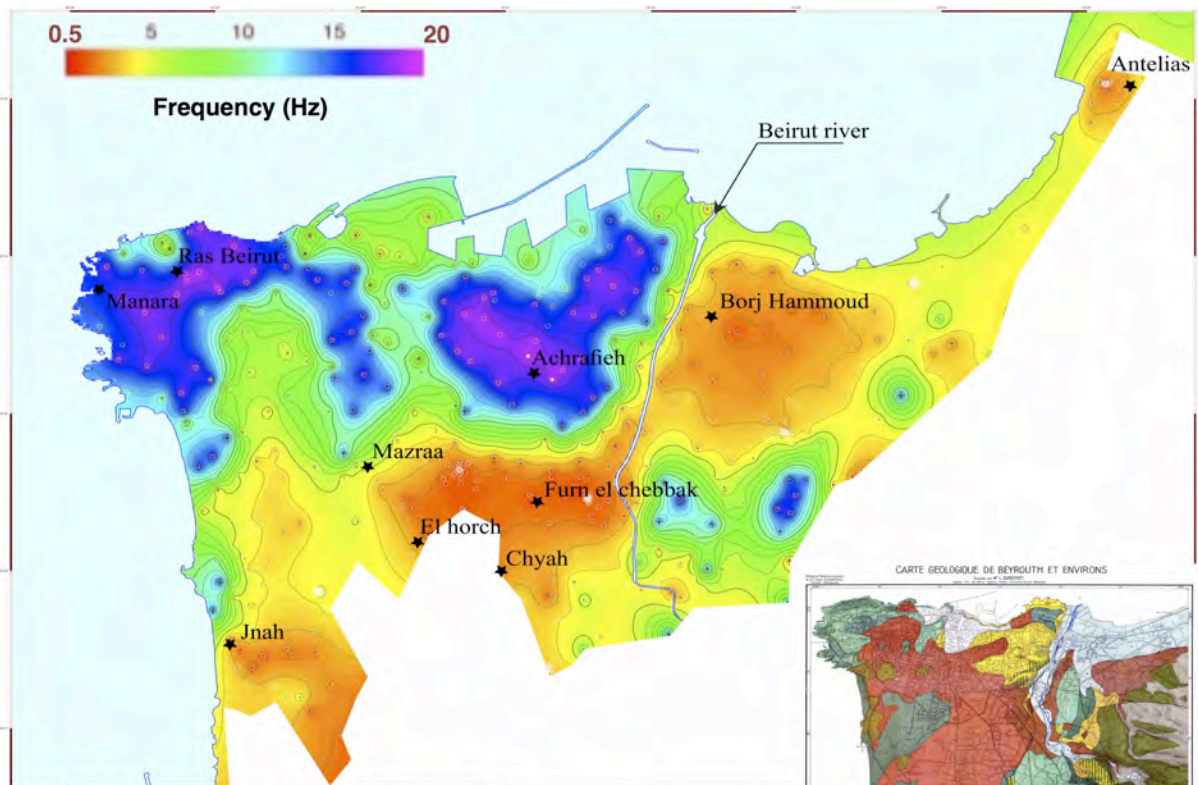 0.5 5 10 15 20
Frequency (Hz)
Antelias
Beirut river
Ras Beirut
Manara
Borj Hammoud
Achrafieh
Mazraa
Furn el chebbak
El horch
Chyah
Jnah
CARTE GEOLOGIQUE DE BEYROUTH ET ENVIRONS